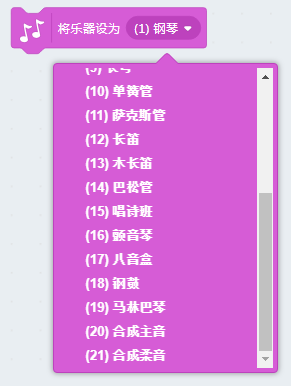 将乐器设为 (1) 钢琴
(10) 单簧管
(11) 萨克斯管
(12) 长笛
(13) 木长笛
(14) 巴松管
(15) 唱诗班
(16) 颤音琴
(17) 八音盒
(18) 钢鼓
(19) 马林巴琴
(20) 合成主音
(21) 合成柔音